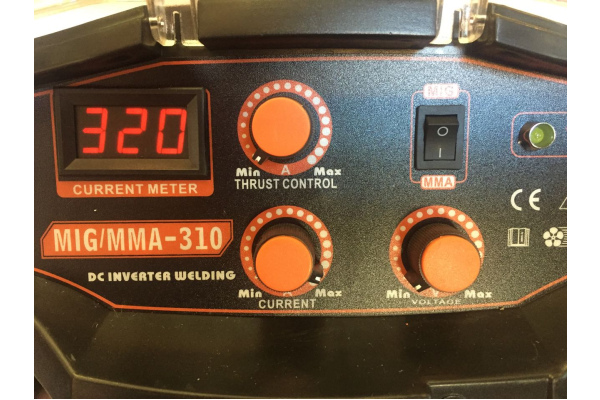 320
CURRENT METER
Min A Max
THRUST CONTROL
MIG
O
I
MMA
CE
MIG/MMA-310
DC INVERTER WELDING
Min A Max
CURRENT
Min V Max
VOLTAGE